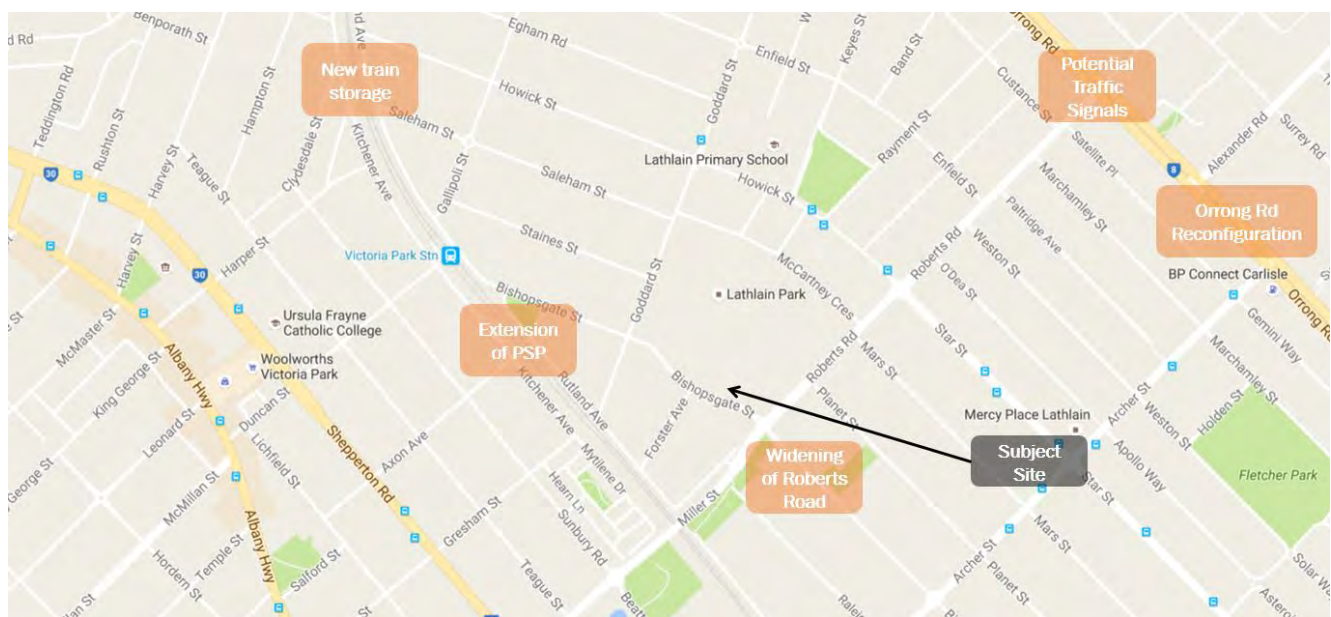 Benporath St
Egham Rd
Keyes St
Orrong Rd
New train
storage
Enfield St
Band St
Potential
Traffic
Signals
Custance St
Goddard St
Howick St
Teddington Rd
Rushton St
Hampton St
Saleham St
Kitchener Ave
Clydesdale St
Teague St
Harvey St
Lathlain Primary School
Rayment St
Satellite Pl
Alexander Rd
Surrey Rd
30
8
Gallipoli St
Saleham St
Howick St
Enfield St
Marchamley St
Paltridge Ave
Weston St
Orrong Rd
Reconfiguration
Harvey St
Harper St
Staines St
Roberts Rd
Victoria Park Stn
McCartney Cres
O'Dea St
BP Connect Carlisle
30
Bishopsgate St
Goddard St
Lathlain Park
Orrong Rd
Ursula Frayne
Catholic College
McMaster St
Extension
of PSP
Star St
Gemini Way
Albany Hwy
Woolworths
Victoria Park
Roberts Rd
Mars St
Marchamley St
King George St
Duncan St
Kitchener Ave
Rutland Ave
Bishopsgate St
Planet St
Archer St
Weston St
Holden St
Leonard St
Shepperton Rd
Axon Ave
Forster Ave
Mercy Place Lathlain
Lichfield St
Subject
Site
Apollo Way
George St
McMillan St
Mytilene Dr
Widening
of Roberts
Road
Fletcher Park
Hearn Ln
Miller St
Star St
Albany Hwy
Gresham St
Sunbury Rd
Mars St
Temple St
Hordern St
Salford St
Teague St
Archer St
Planet St
Solar Way